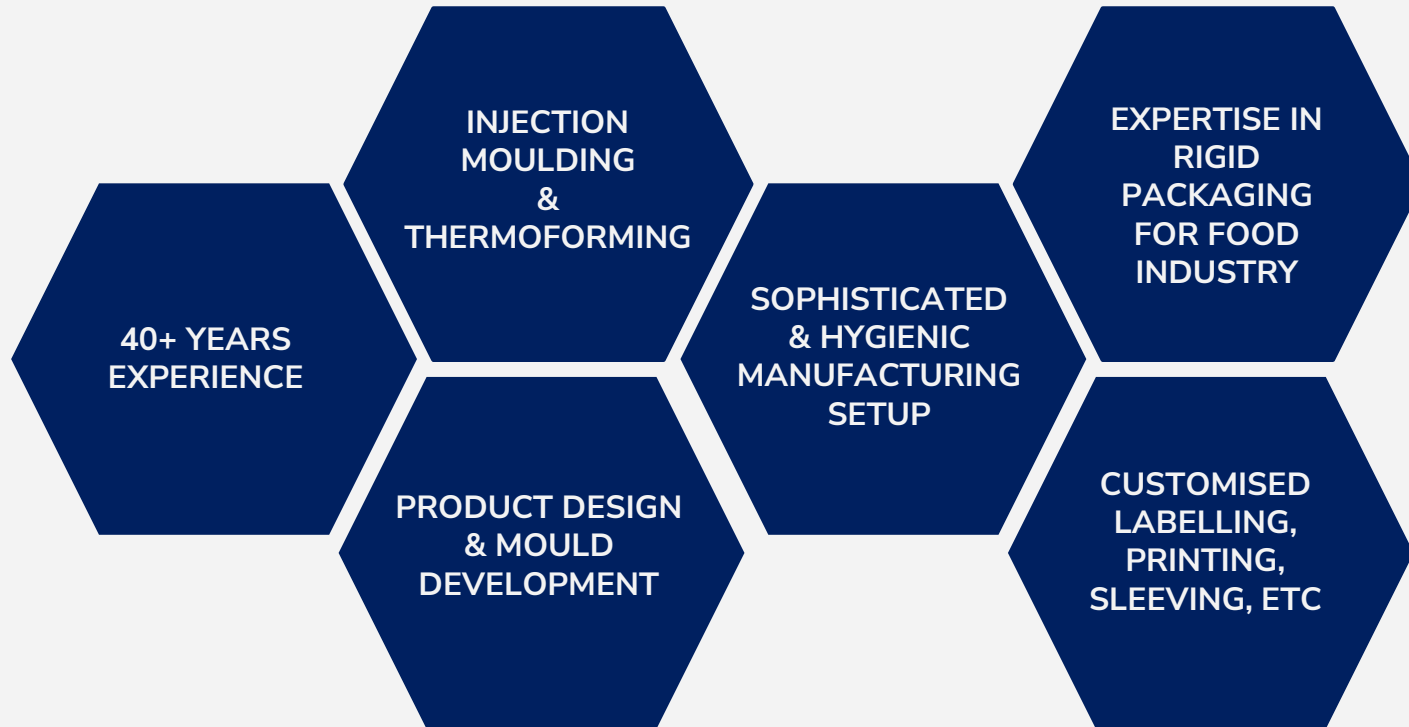 40+ YEARS
EXPERIENCE
INJECTION
MOULDING
&
THERMOFORMING
PRODUCT DESIGN
& MOULD
DEVELOPMENT
SOPHISTICATED
& HYGIENIC
MANUFACTURING
SETUP
EXPERTISE IN
RIGID
PACKAGING
FOR FOOD
INDUSTRY
CUSTOMISED
LABELLING,
PRINTING,
SLEEVING, ETC